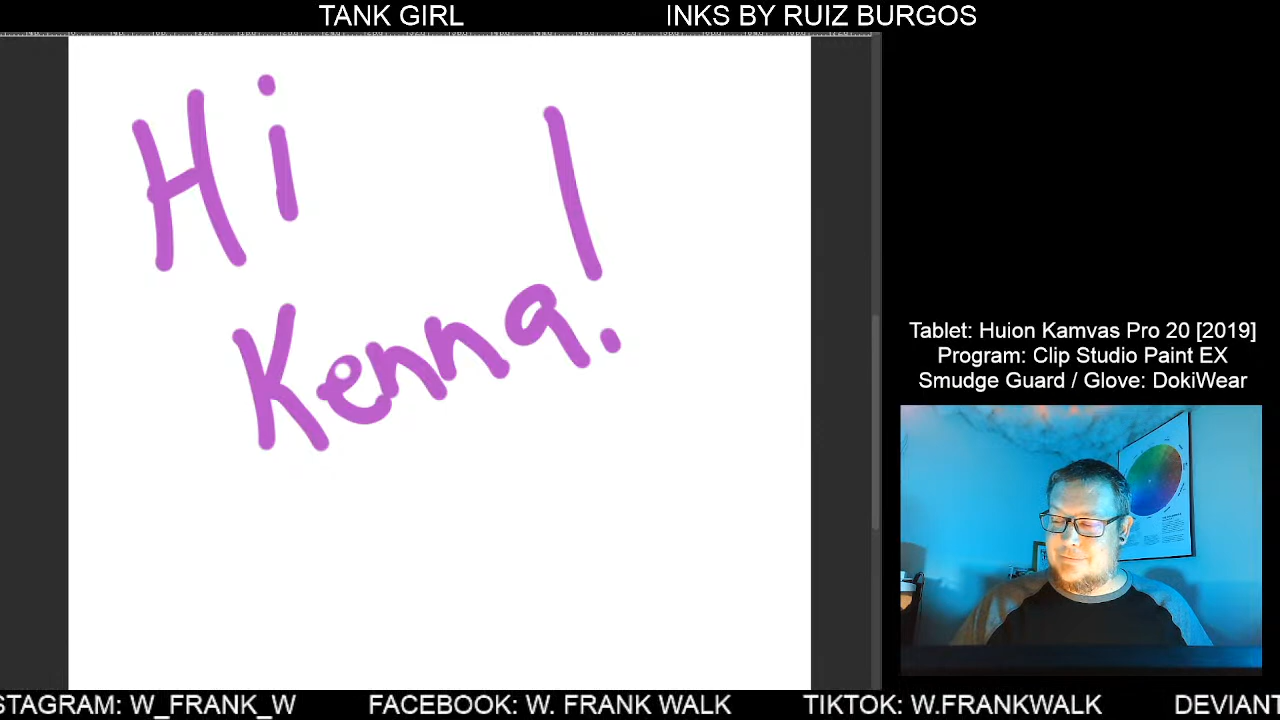 TANK GIRL INKS BY RUIZ BURGOS
Hi
Kenna!
Tablet: Huion Kamvas Pro 20 [2019]
Program: Clip Studio Paint EX
Smudge Guard / Glove: DokiWear
STAGRAM: W_FRANK_W FACEBOOK: W. FRANK WALK TIKTOK: W.FRANKWALK DEVIANT